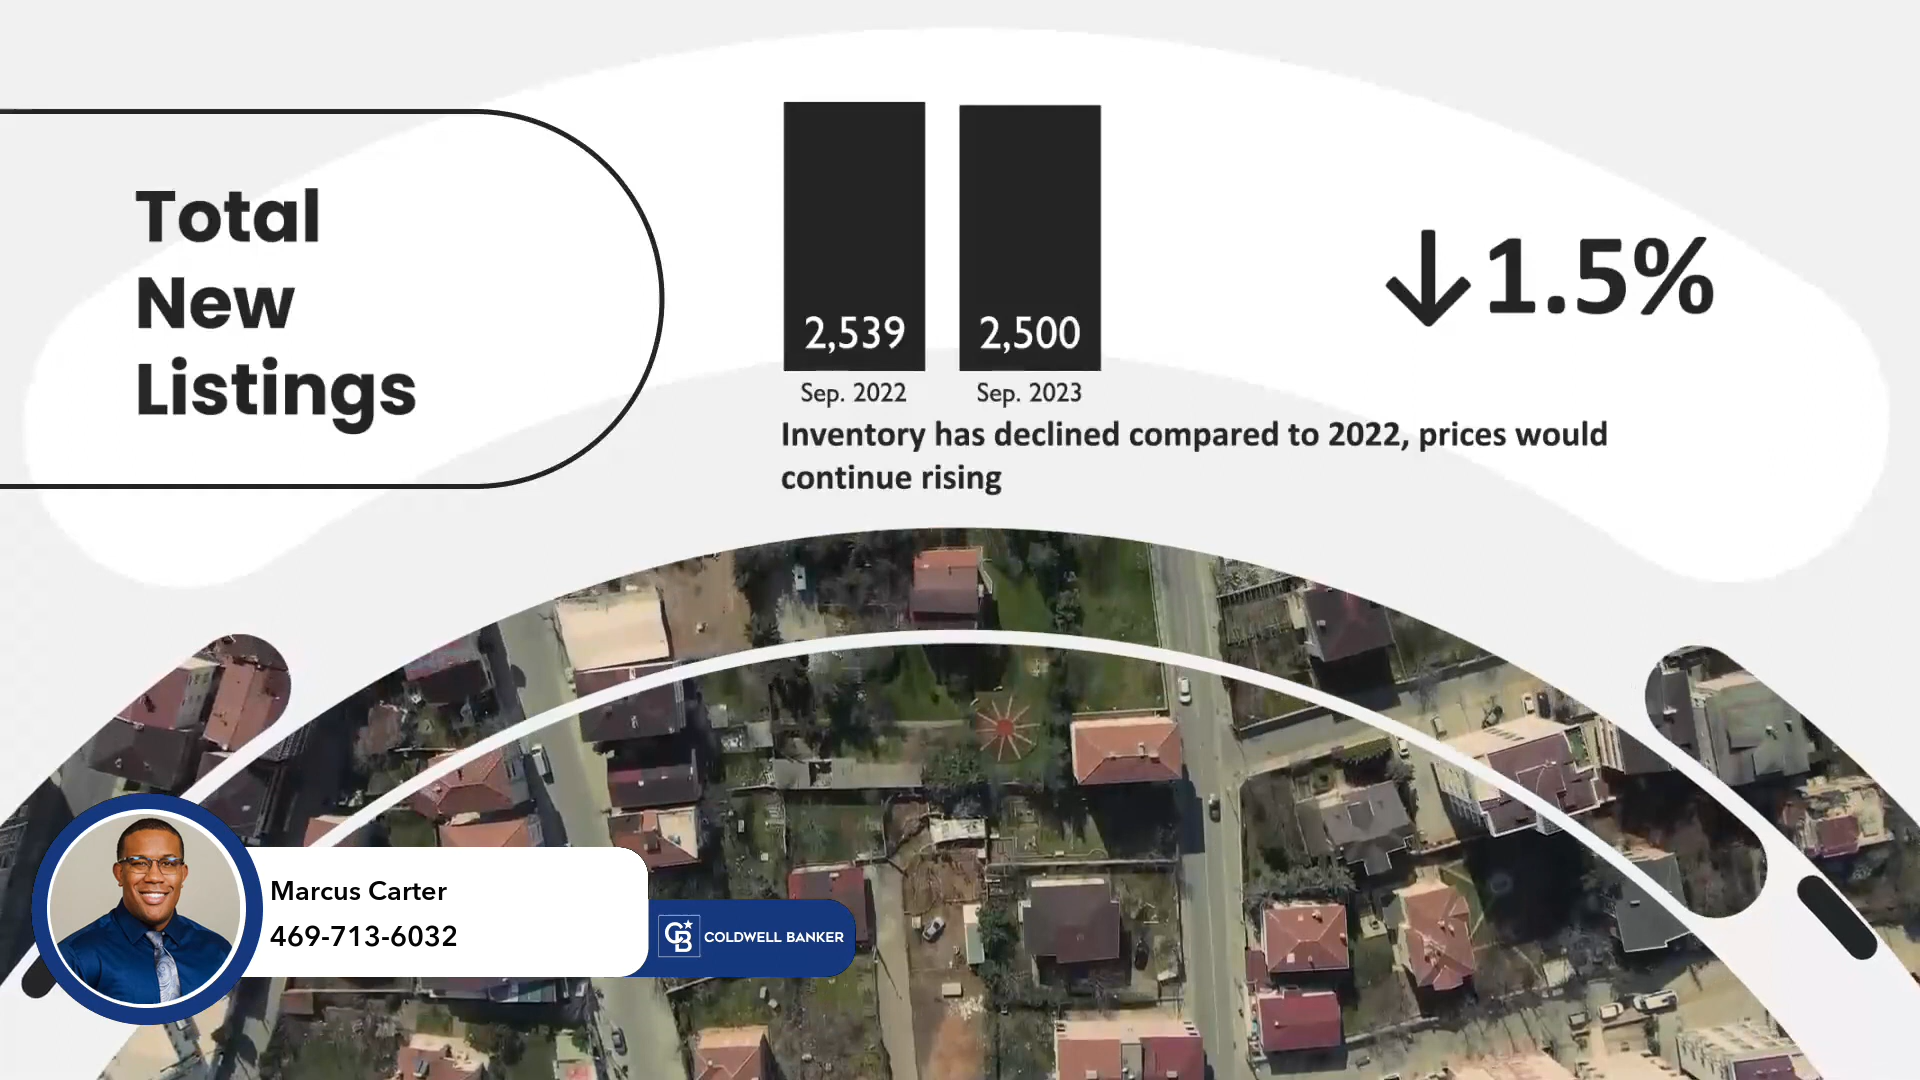 Total
New
Listings
2,539
2,500
Sep. 2022
Sep. 2023
↓1.5%
Inventory has declined compared to 2022, prices would
continue rising
Marcus Carter
469-713-6032
CB
COLDWELL BANKER